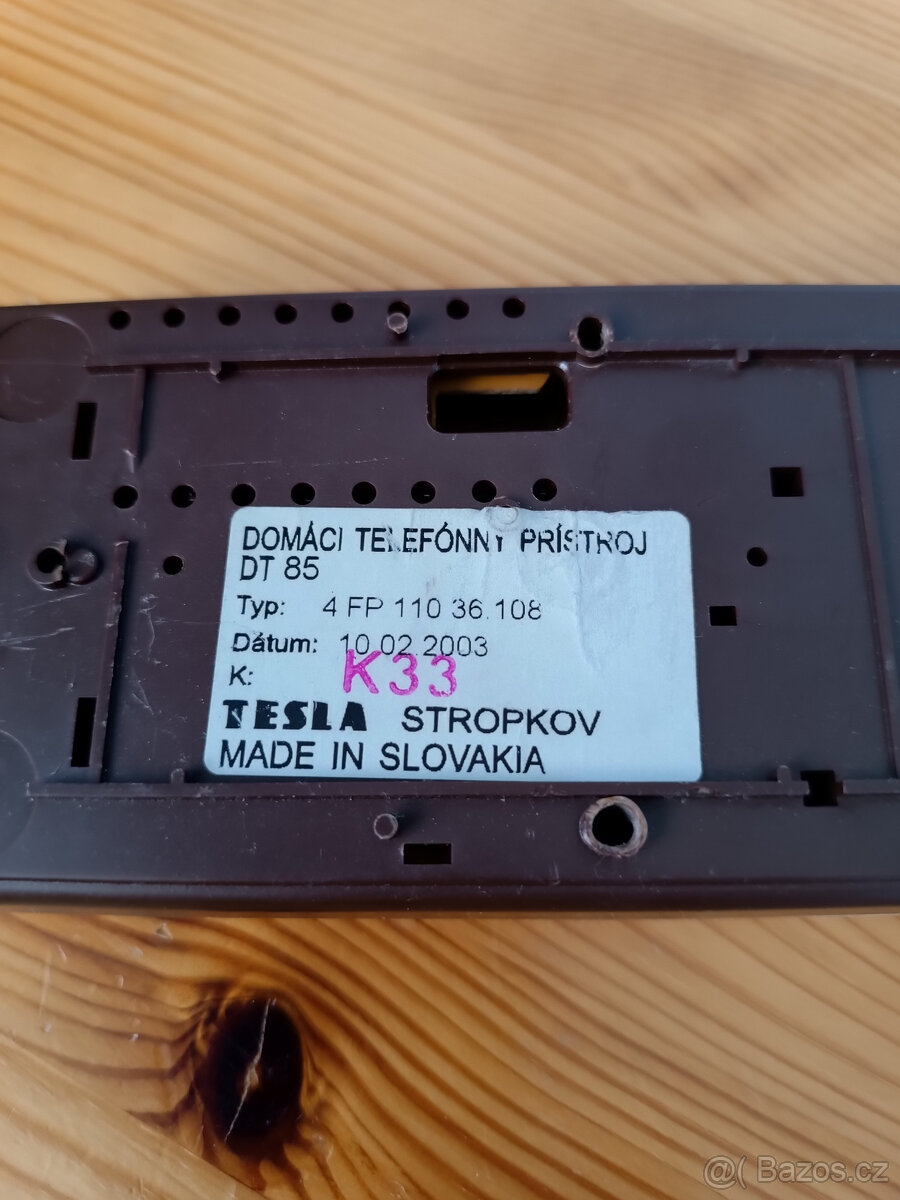 DOMÁCI TELEFÓNNY PRÍSTROJ
DT 85
Typ: 4 FP 110 36.108
Dátum: 10.02.2003
K: K33
TESLA STROPKOV
MADE IN SLOVAKIA
@( Bazos.cz